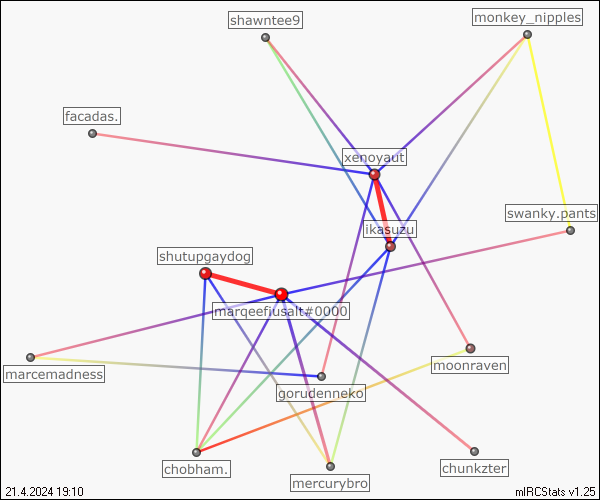 shawntee9
monkey_nipples
facadas.
xenoyaut
swanky.pants
ikasuzu
shutupgaydog
marqeefiusalt#0000
moonraven
marcemadness
gorudenneko
chobham.
chunkzter
mercurybro
21.4.2024 19:10
mIRCStats v1.25